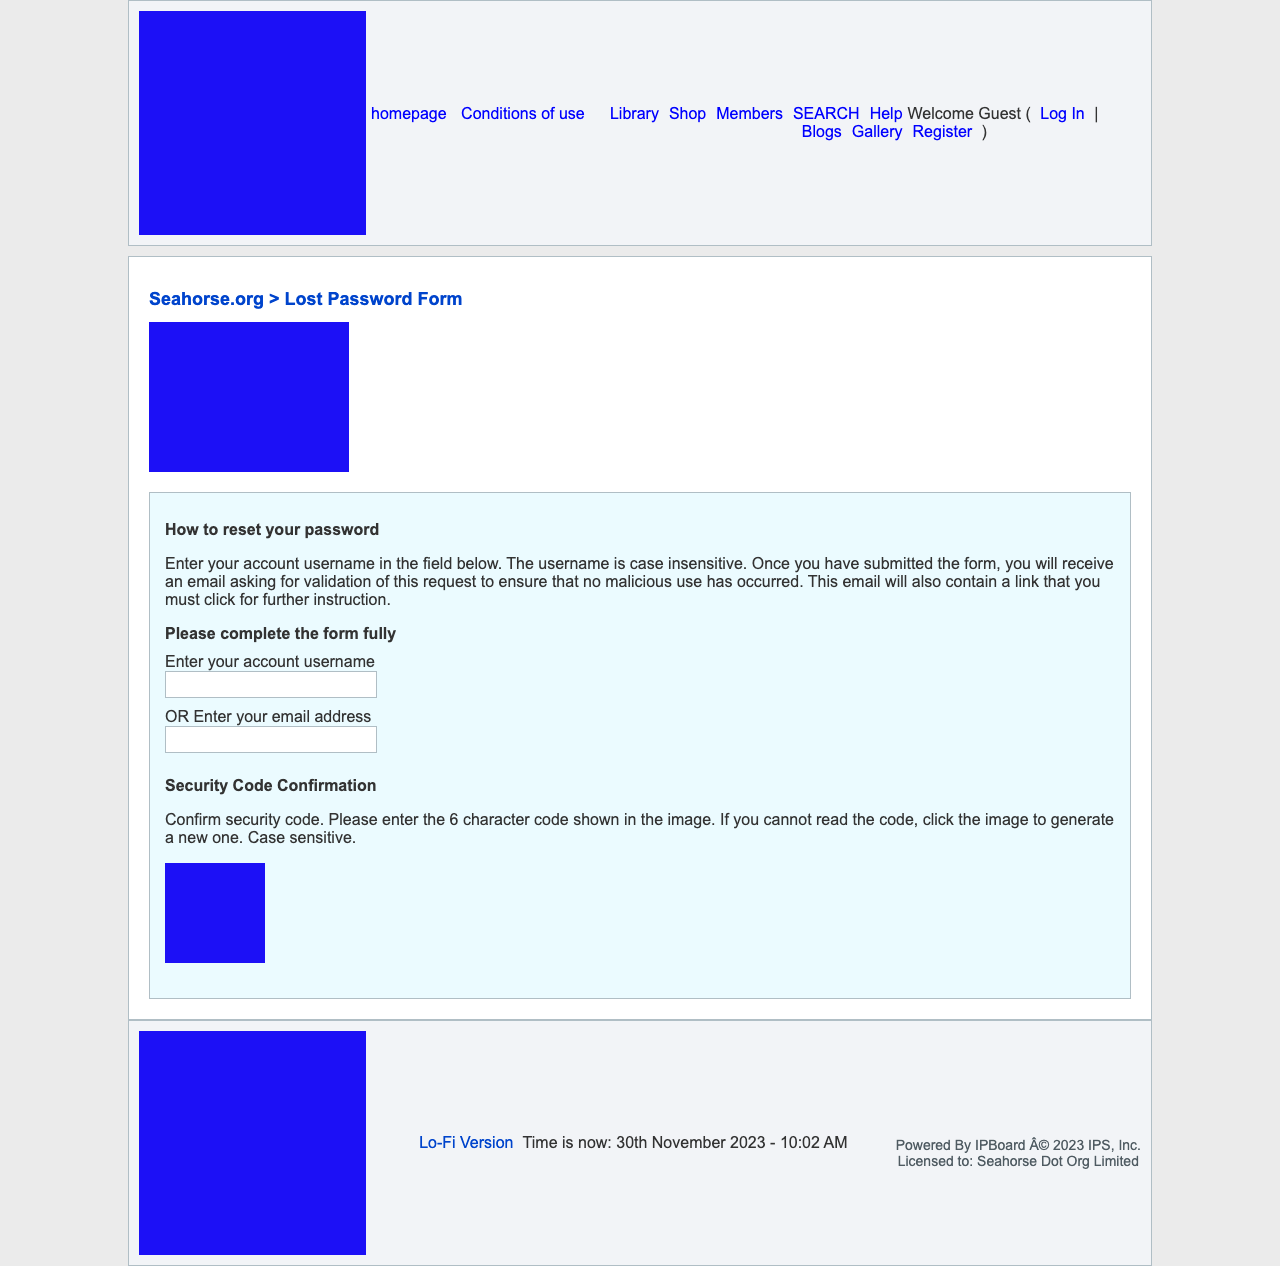 homepage Conditions of use Library Shop Members SEARCH Help Welcome Guest ( Log In |
Blogs Gallery Register )
Seahorse.org > Lost Password Form
How to reset your password
Enter your account username in the field below. The username is case insensitive. Once you have submitted the form, you will receive
an email asking for validation of this request to ensure that no malicious use has occurred. This email will also contain a link that you
must click for further instruction.
Please complete the form fully
Enter your account username
OR Enter your email address
Security Code Confirmation
Confirm security code. Please enter the 6 character code shown in the image. If you cannot read the code, click the image to generate
a new one. Case sensitive.
Lo-Fi Version Time is now: 30th November 2023 - 10:02 AM
Powered By IPBoard Â© 2023 IPS, Inc.
Licensed to: Seahorse Dot Org Limited